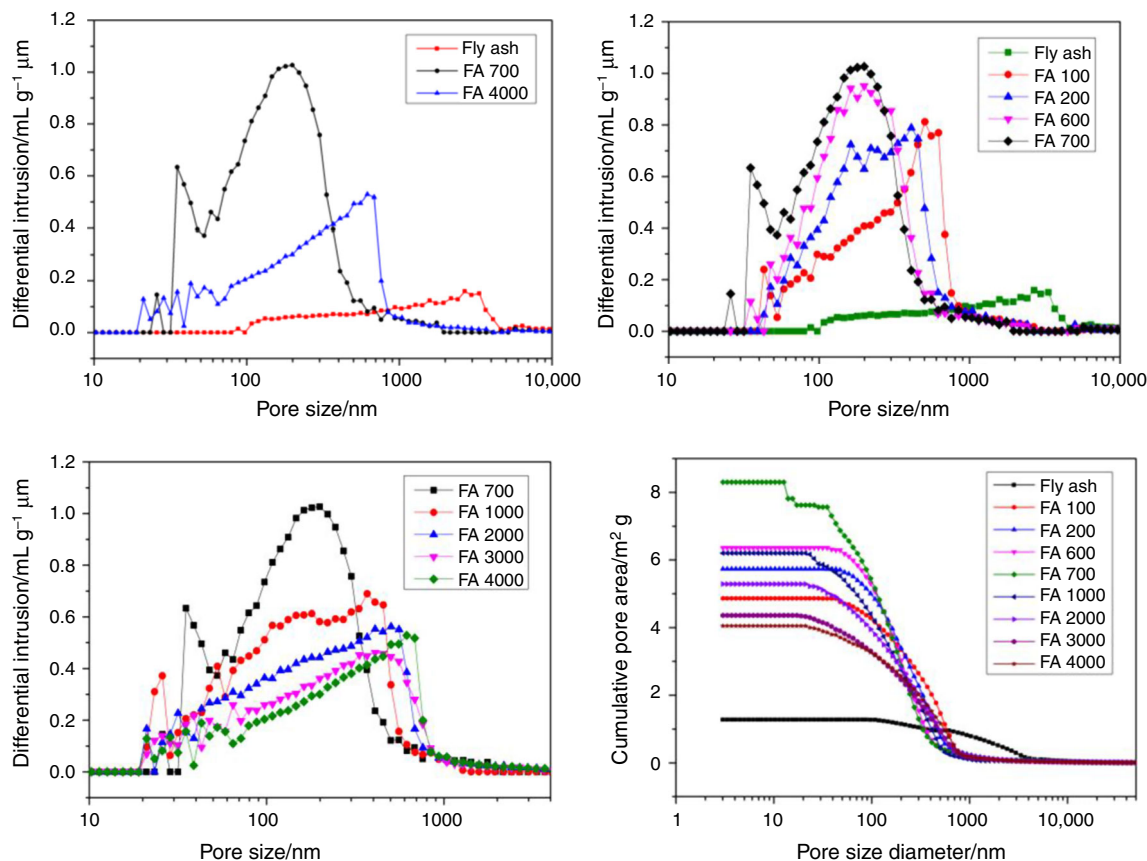 1.2
1.0
0.8
0.6
0.4
0.2
0.0
Differential intrusion/mL g⁻¹ µm
Fly ash
FA 700
FA 4000
10
100
1000
10,000
Pore size/nm
1.2
1.0
0.8
0.6
0.4
0.2
0.0
Differential intrusion/mL g⁻¹ µm
Fly ash
FA 100
FA 200
FA 600
FA 700
10
100
1000
10,000
Pore size/nm
1.2
1.0
0.8
0.6
0.4
0.2
0.0
Differential intrusion/mL g⁻¹ µm
FA 700
FA 1000
FA 2000
FA 3000
FA 4000
10
100
1000
Pore size/nm
8
6
4
2
0
Cumulative pore area/m² g
Fly ash
FA 100
FA 200
FA 600
FA 700
FA 1000
FA 2000
FA 3000
FA 4000
1
10
100
1000
10,000
Pore size diameter/nm